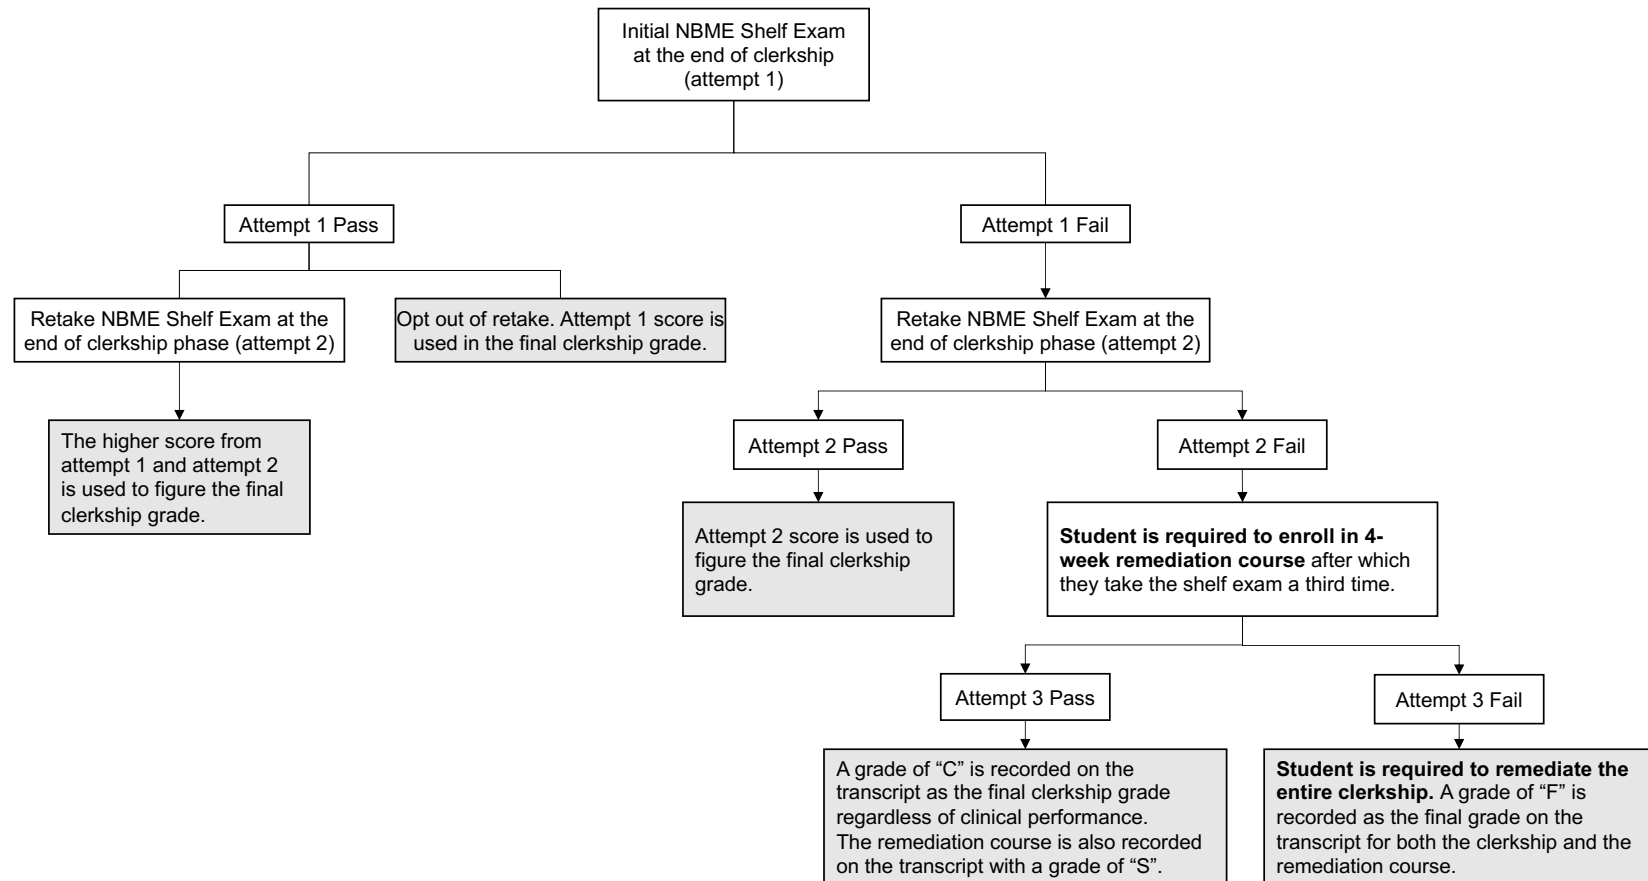 Initial NBME Shelf Exam
at the end of clerkship
(attempt 1)
Attempt 1 Pass
Attempt 1 Fail
Retake NBME Shelf Exam at the
end of clerkship phase (attempt 2)
Opt out of retake. Attempt 1 score is
used in the final clerkship grade.
Retake NBME Shelf Exam at the
end of clerkship phase (attempt 2)
The higher score from
attempt 1 and attempt 2
is used to figure the final
clerkship grade.
Attempt 2 Pass
Attempt 2 Fail
Attempt 2 score is used to
figure the final clerkship
grade.
Student is required to enroll in 4-
week remediation course after which
they take the shelf exam a third time.
Attempt 3 Pass
Attempt 3 Fail
A grade of “C” is recorded on the
transcript as the final clerkship grade
regardless of clinical performance.
The remediation course is also recorded
on the transcript with a grade of “S”.
Student is required to remediate the
entire clerkship. A grade of “F” is
recorded as the final grade on the
transcript for both the clerkship and the
remediation course.